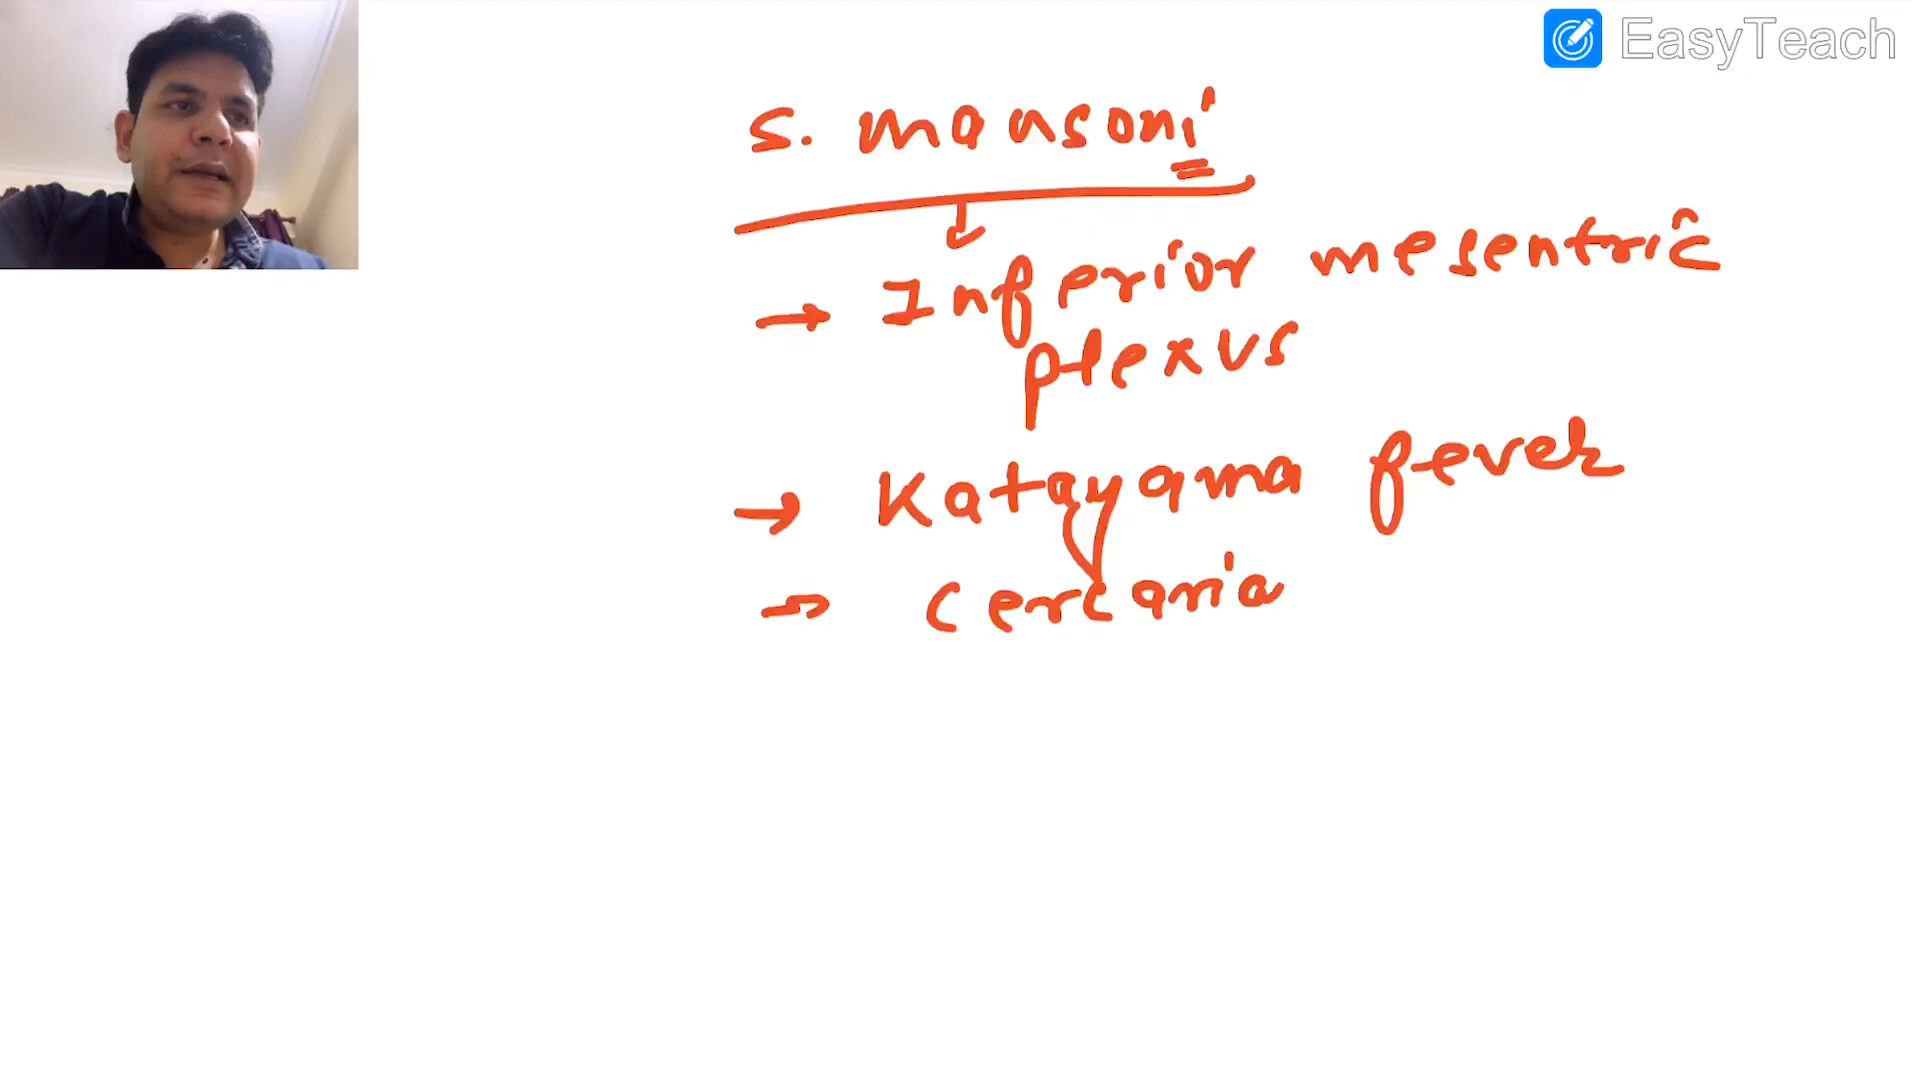 EasyTeach
S. mansoni
→ Inferior mesentric
plexus
→ Katayama fever
→ Cercaria